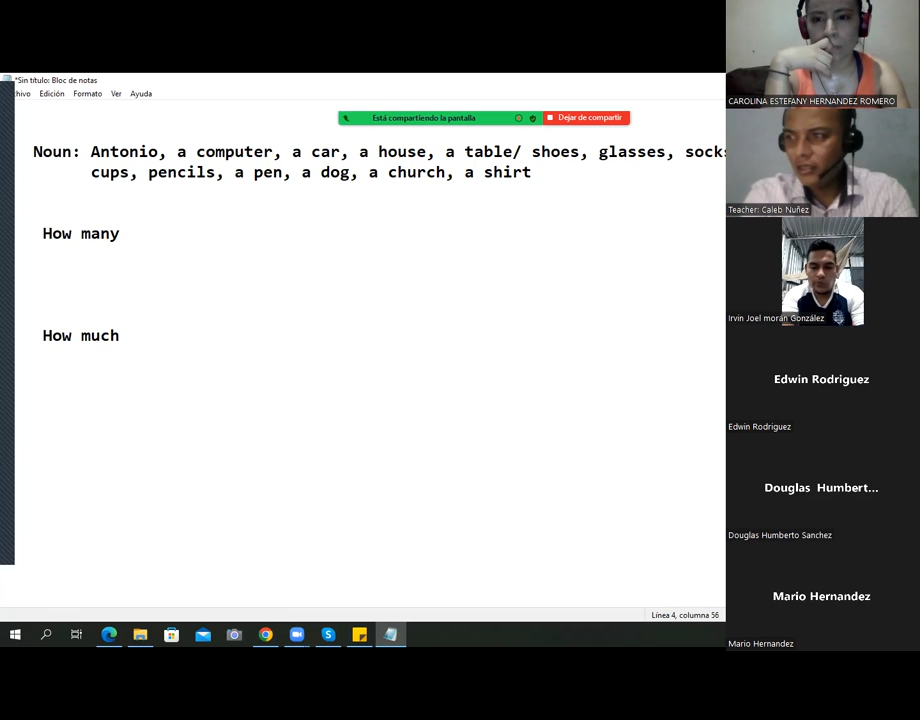 *Sin título: Bloc de notas
hivo Edición Formato Ver Ayuda
Está compartiendo la pantalla Dejar de compartir
Noun: Antonio, a computer, a car, a house, a table/ shoes, glasses, socks
cups, pencils, a pen, a dog, a church, a shirt
How many
How much
Línea 4, columna 56
CAROLINA ESTEFANY HERNANDEZ ROMERO
Teacher: Caleb Nuñez
Irvin Joel morán González
Edwin Rodriguez
Edwin Rodriguez
Douglas Humbert...
Douglas Humberto Sanchez
Mario Hernandez
Mario Hernandez